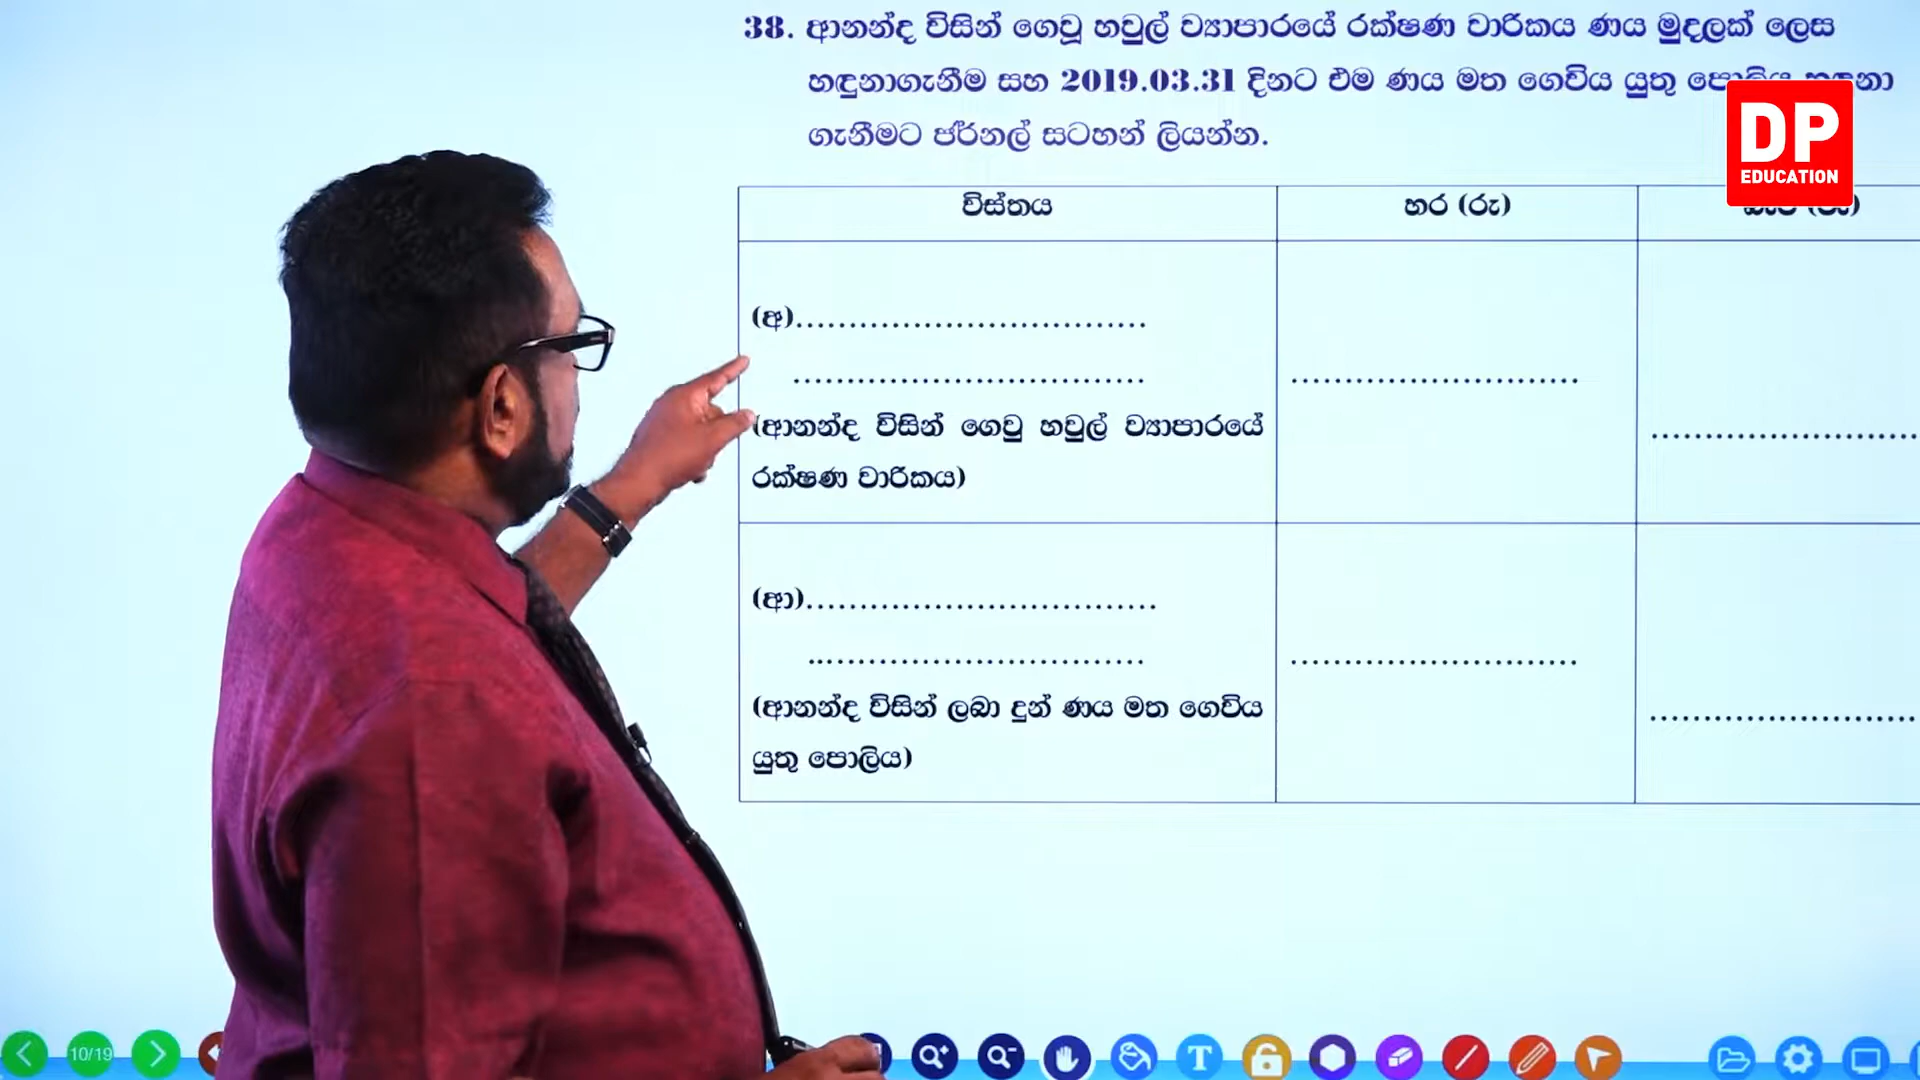 38. ආනන්ද විසින් ගෙවූ හවුල් ව්‍යාපාරයේ රක්ෂණ වාරිකය ණය මුදලක් ලෙස
හඳුනාගැනීම සහ 2019.03.31 දිනට එම ණය මත ගෙවිය යුතු
ගැනීමට ජර්නල් සටහන් ලියන්න.
DP
EDUCATION
විස්තය
හර (රු)
(අ).................................
.................................
(ආනන්ද විසින් ගෙවු හවුල් ව්‍යාපාරයේ
රක්ෂණ වාරිකය)
(ආ).................................
.................................
(ආනන්ද විසින් ලබා දුන් ණය මත ගෙවිය
යුතු පොලිය)
10/19
T